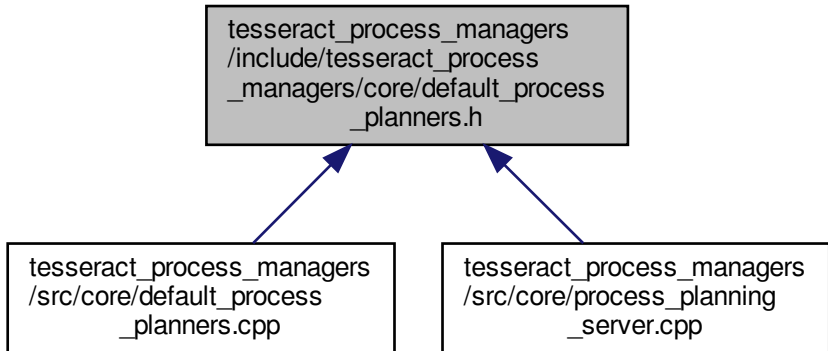 tesseract_process_managers
/include/tesseract_process
_managers/core/default_process
_planners.h
tesseract_process_managers
/src/core/default_process
_planners.cpp
tesseract_process_managers
/src/core/process_planning
_server.cpp